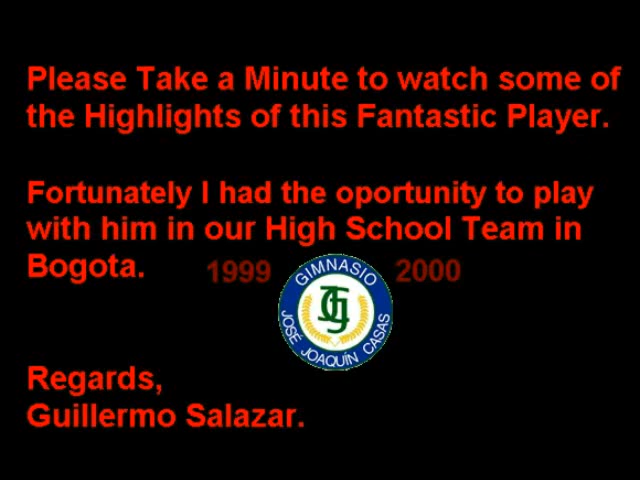 Please Take a Minute to watch some of
the Highlights of this Fantastic Player.
Fortunately I had the oportunity to play
with him in our High School Team in
Bogota.
1999
2000
GIMNASIO
JOSÉ JOAQUÍN CASAS
Regards,
Guillermo Salazar.